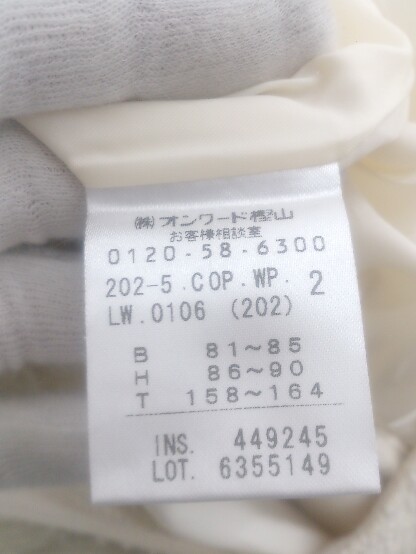 ㈱オンワード樫山
お客様相談室
0120-58-6300
202-5.COP.WP. 2
LW.0106 (202)
B 81~85
H 86~90
T 158~164
INS. 449245
LOT. 6355149